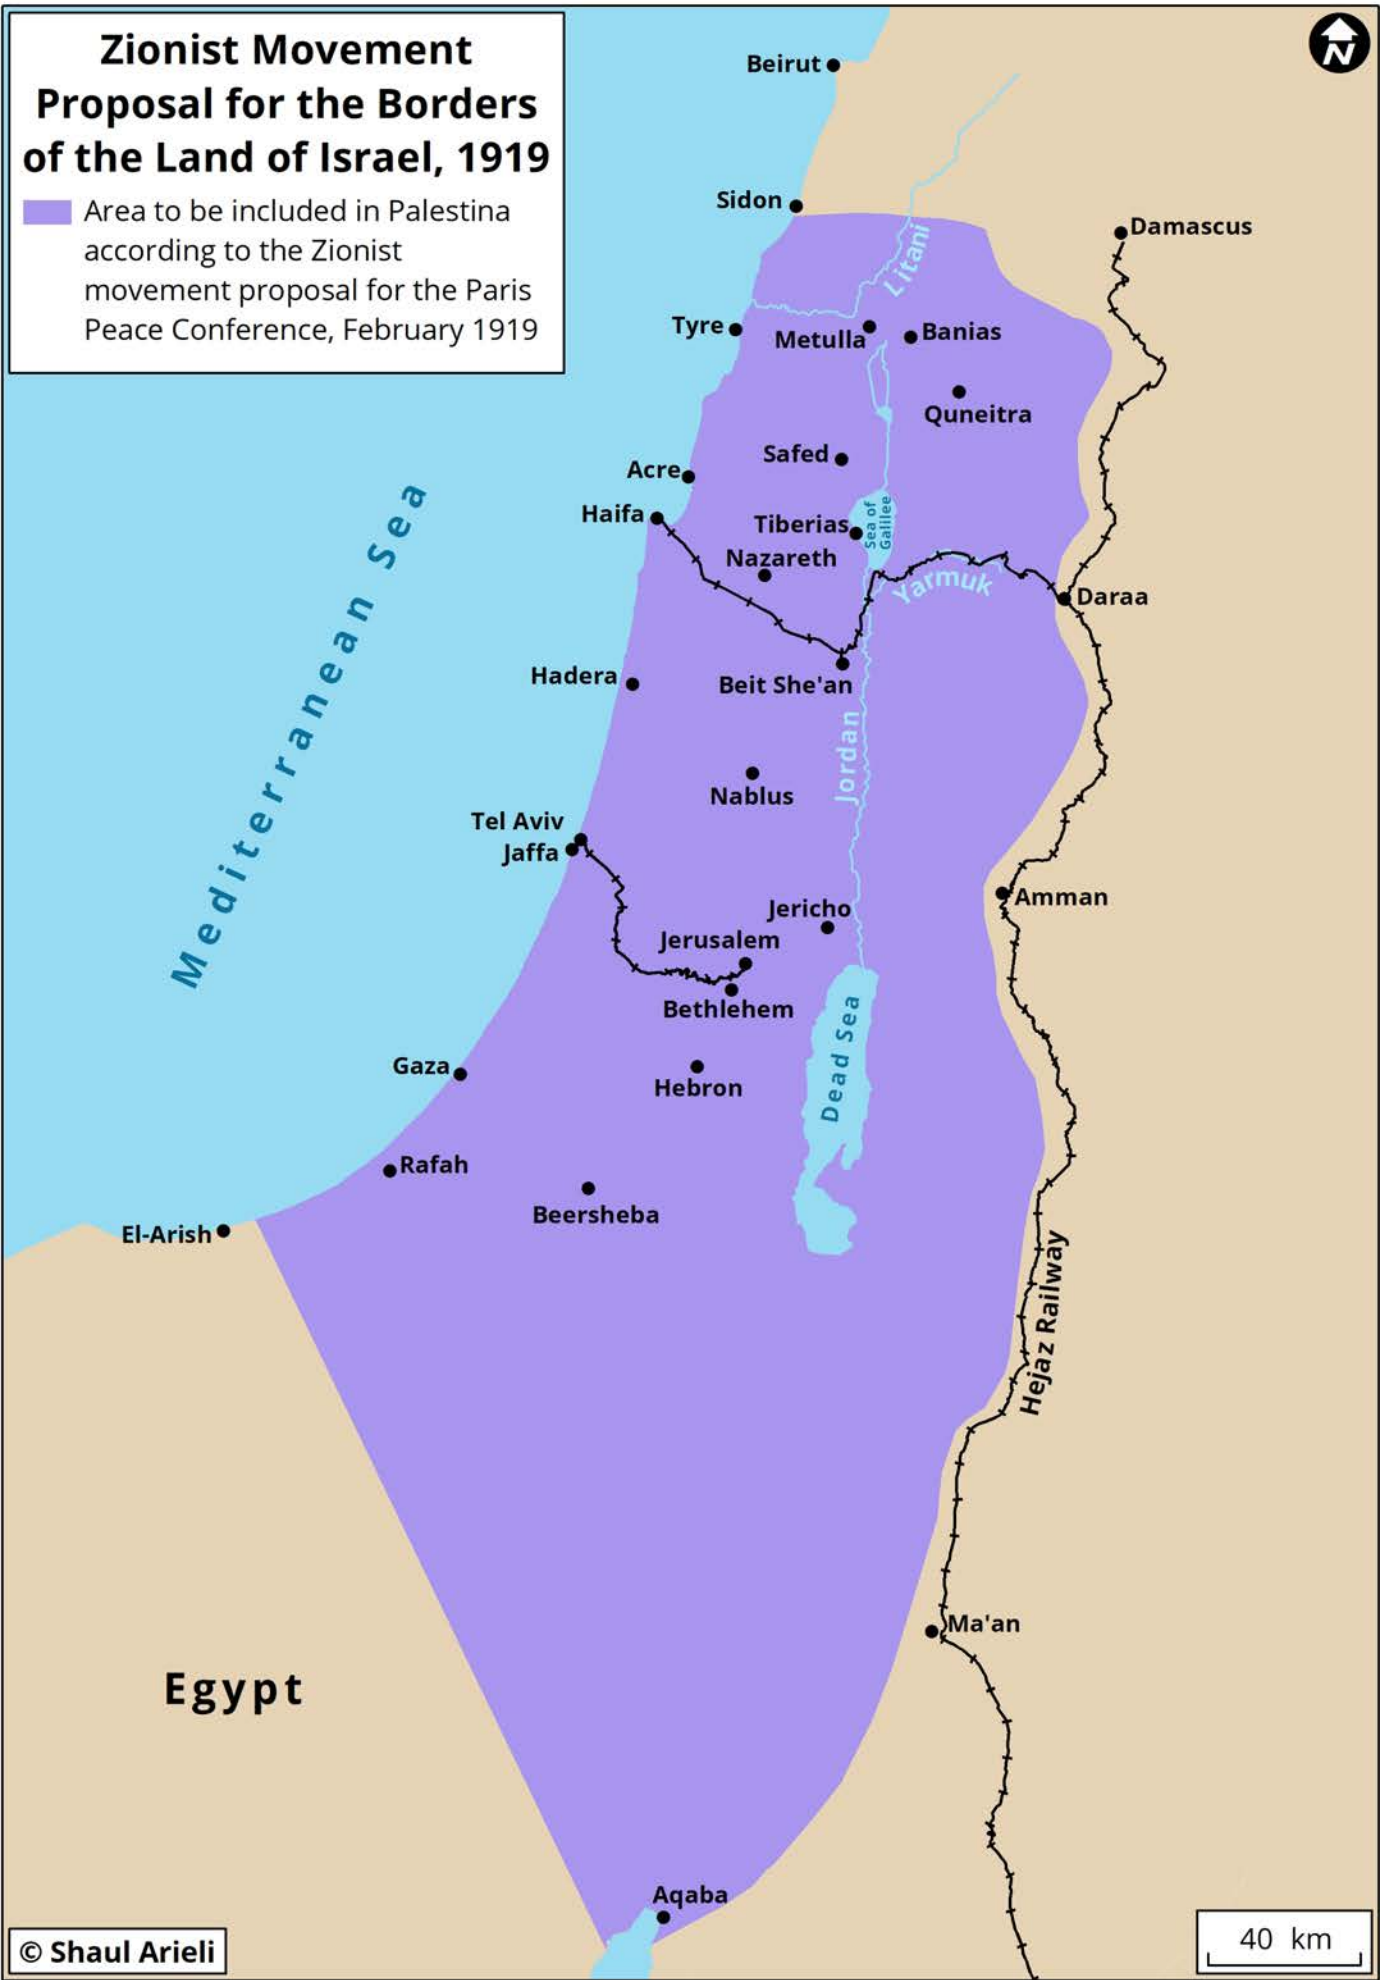 Zionist Movement
Proposal for the Borders
of the Land of Israel, 1919
Area to be included in Palestina
according to the Zionist
movement proposal for the Paris
Peace Conference, February 1919
N
Beirut
Sidon
Damascus
Litani
Tyre
Metulla
Banias
Quneitra
Safed
Acre
Haifa
Tiberias
Sea of
Galilee
Nazareth
Yarmuk
Daraa
Mediterranean Sea
Hadera
Beit She'an
Jordan
Nablus
Tel Aviv
Jaffa
Amman
Jericho
Jerusalem
Bethlehem
Dead Sea
Gaza
Hebron
Rafah
Beersheba
El-Arish
Hejaz Railway
Ma'an
Egypt
Aqaba
© Shaul Arieli
40 km